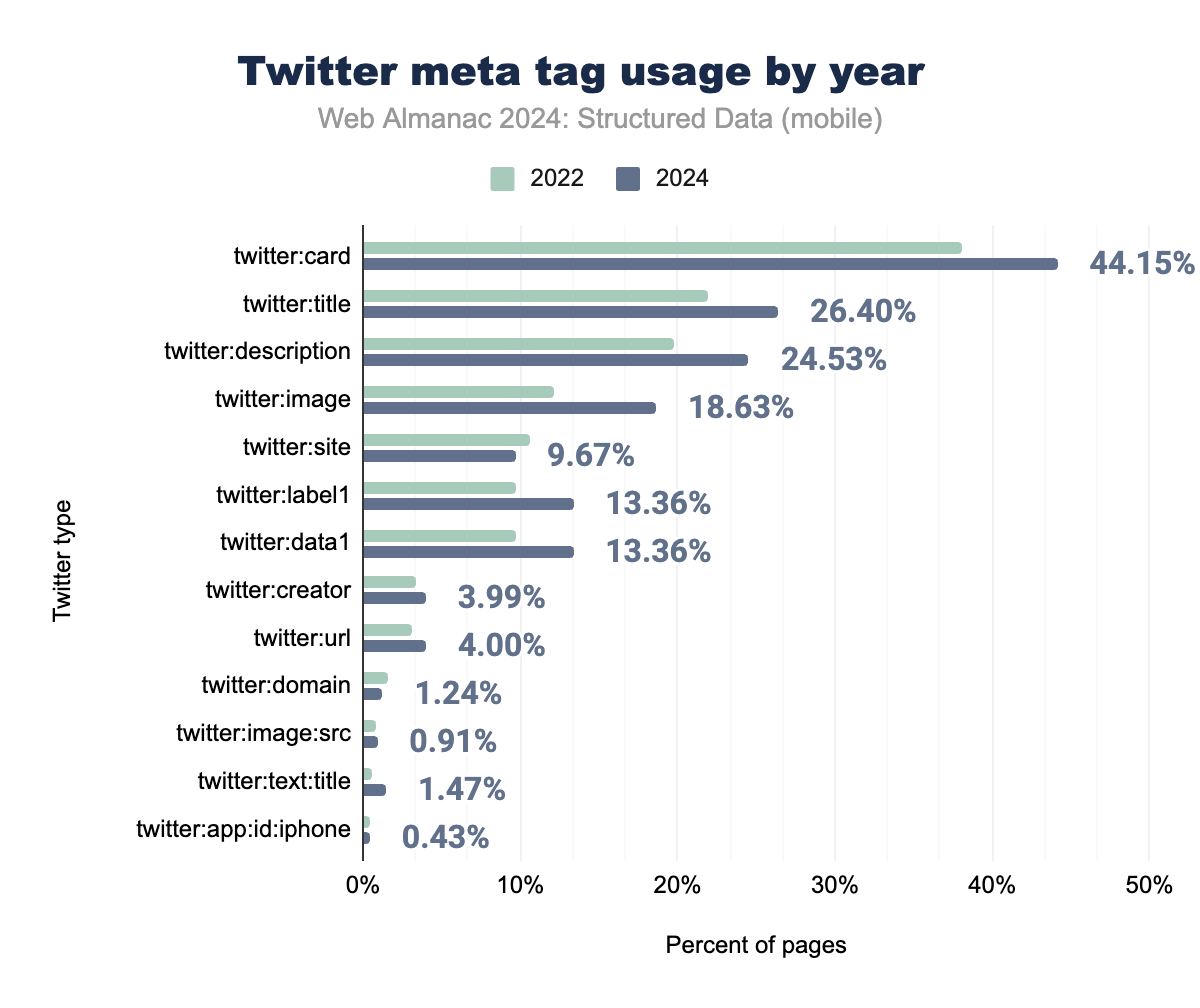 Twitter meta tag usage by year
Web Almanac 2024: Structured Data (mobile)
2022 2024
twitter:card 44.15%
twitter:title 26.40%
twitter:description 24.53%
twitter:image 18.63%
twitter:site 9.67%
twitter:label1 13.36%
twitter:data1 13.36%
twitter:creator 3.99%
twitter:url 4.00%
twitter:domain 1.24%
twitter:image:src 0.91%
twitter:text:title 1.47%
twitter:app:id:iphone 0.43%
Twitter type
0% 10% 20% 30% 40% 50%
Percent of pages